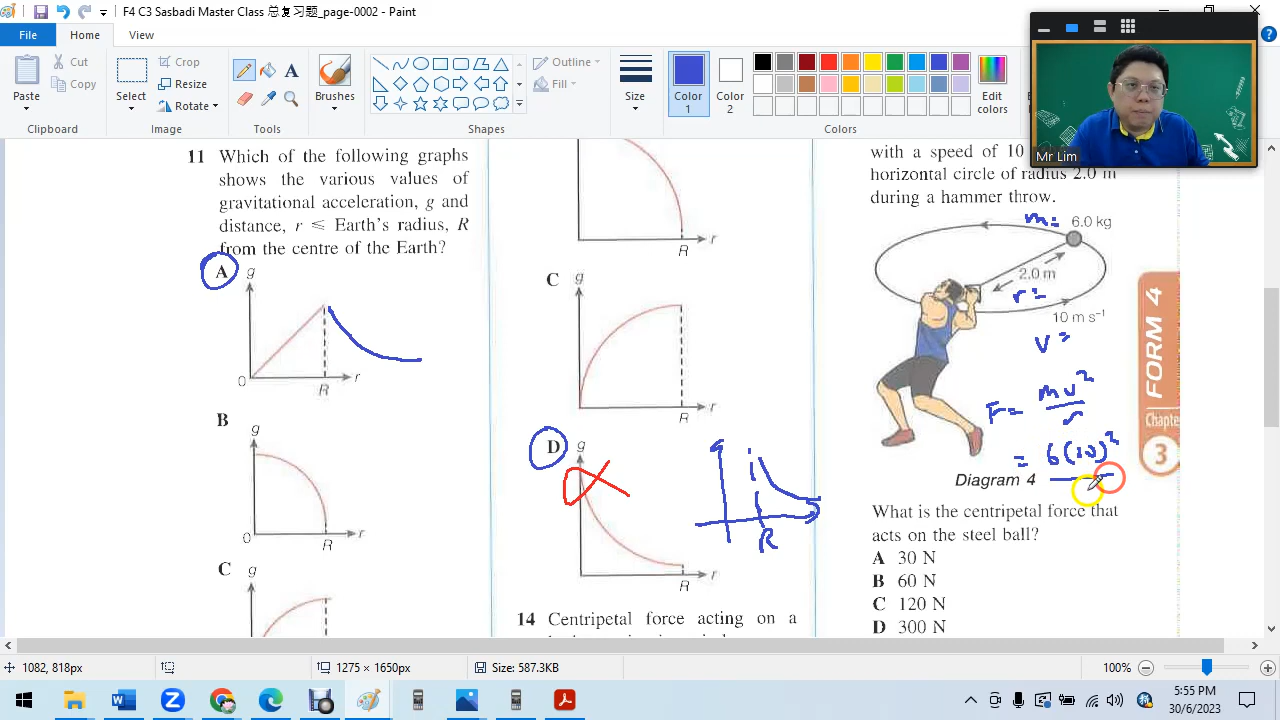 F4 C3 Sasbadi Master Class 总复习题_page-0002 - Paint
File
Home
View
Paste
Cut
Copy
Clipboard
Select
Crop
Resize
Rotate
Image
A
Tools
Brushes
Shapes
Outline
Fill
Size
Color 1
Color 2
Edit colors
Colors
Mr Lim
11 Which of the following graphs
shows the various values of
gravitational acceleration, g and
distance, r ⩽ Earth's radius, R
from the centre of the Earth?
A
g
0
R
r
B
g
0
R
r
C
g
R
r
C
g
R
r
D
g
R
r
R
14 Centripetal force acting on a
with a speed of 10
horizontal circle of radius 2.0 m
during a hammer throw.
m= 6.0 kg
2.0 m
r=
10 m s⁻¹
v=
F = mv²/r
= 6(10)²
Diagram 4
What is the centripetal force that
acts on the steel ball?
A 30 N
B 60 N
C 120 N
D 300 N
FORM 4
Chapter
3
1082, 818px
1275 × 1650px
Size: 587.3KB
100%
5:55 PM
30/6/2023